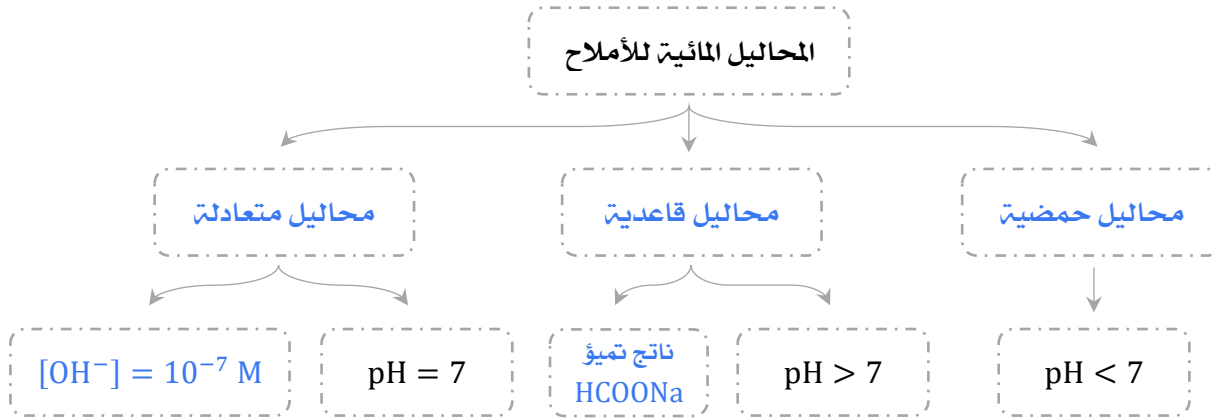 المحاليل المائية للأملاح
محاليل حمضية
محاليل قاعدية
محاليل متعادلة
pH < 7
pH > 7
ناتج تميؤ
HCOONa
pH = 7
[OH⁻] = 10⁻⁷ M